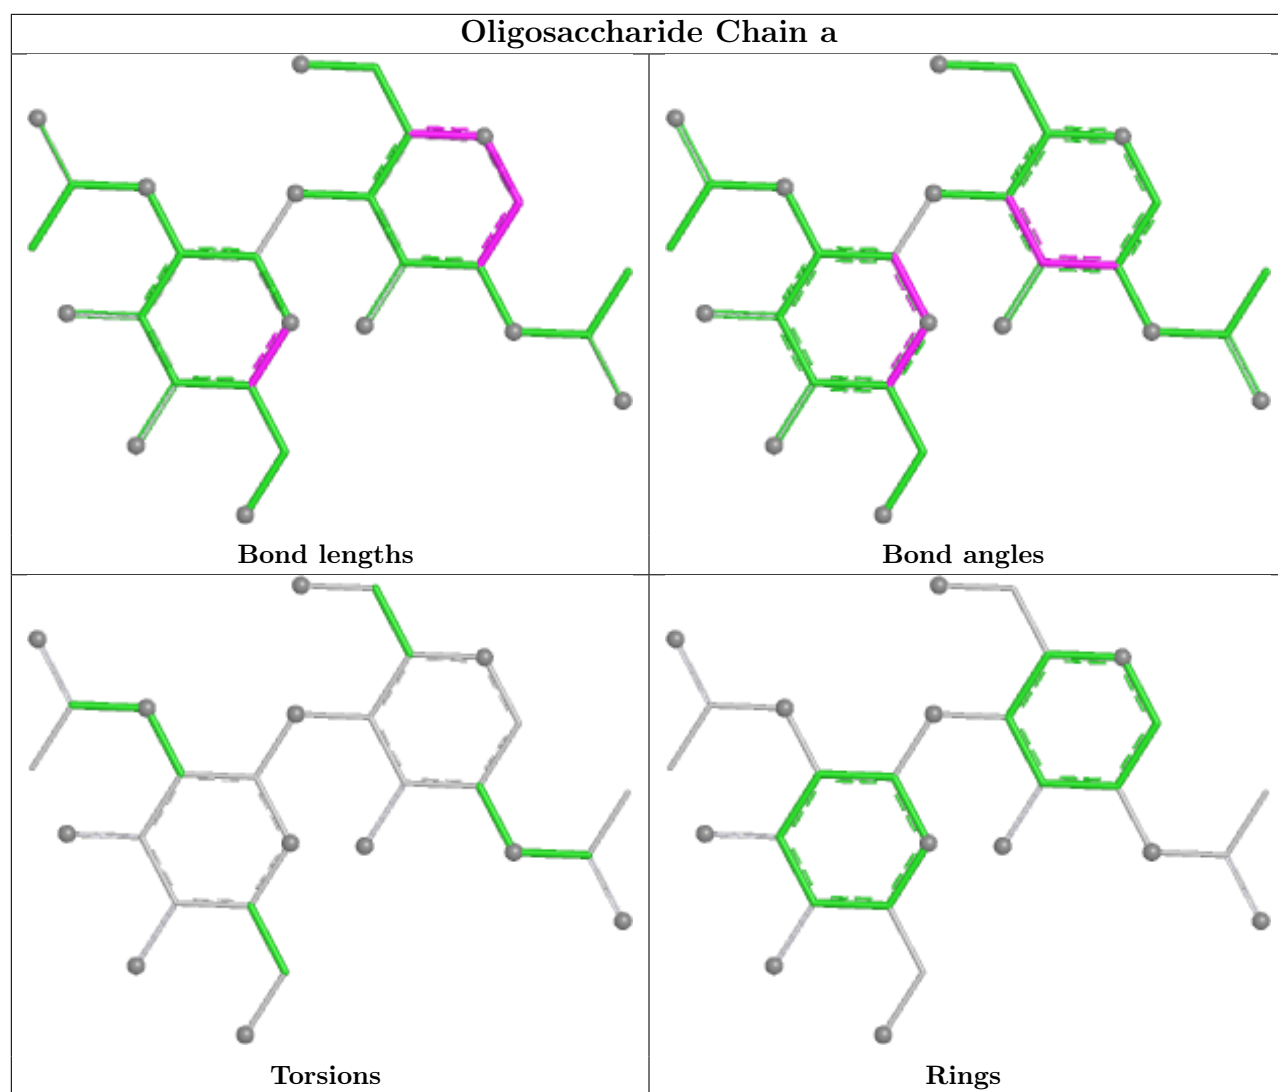 Oligosaccharide Chain a
Bond lengths
Bond angles
Torsions
Rings